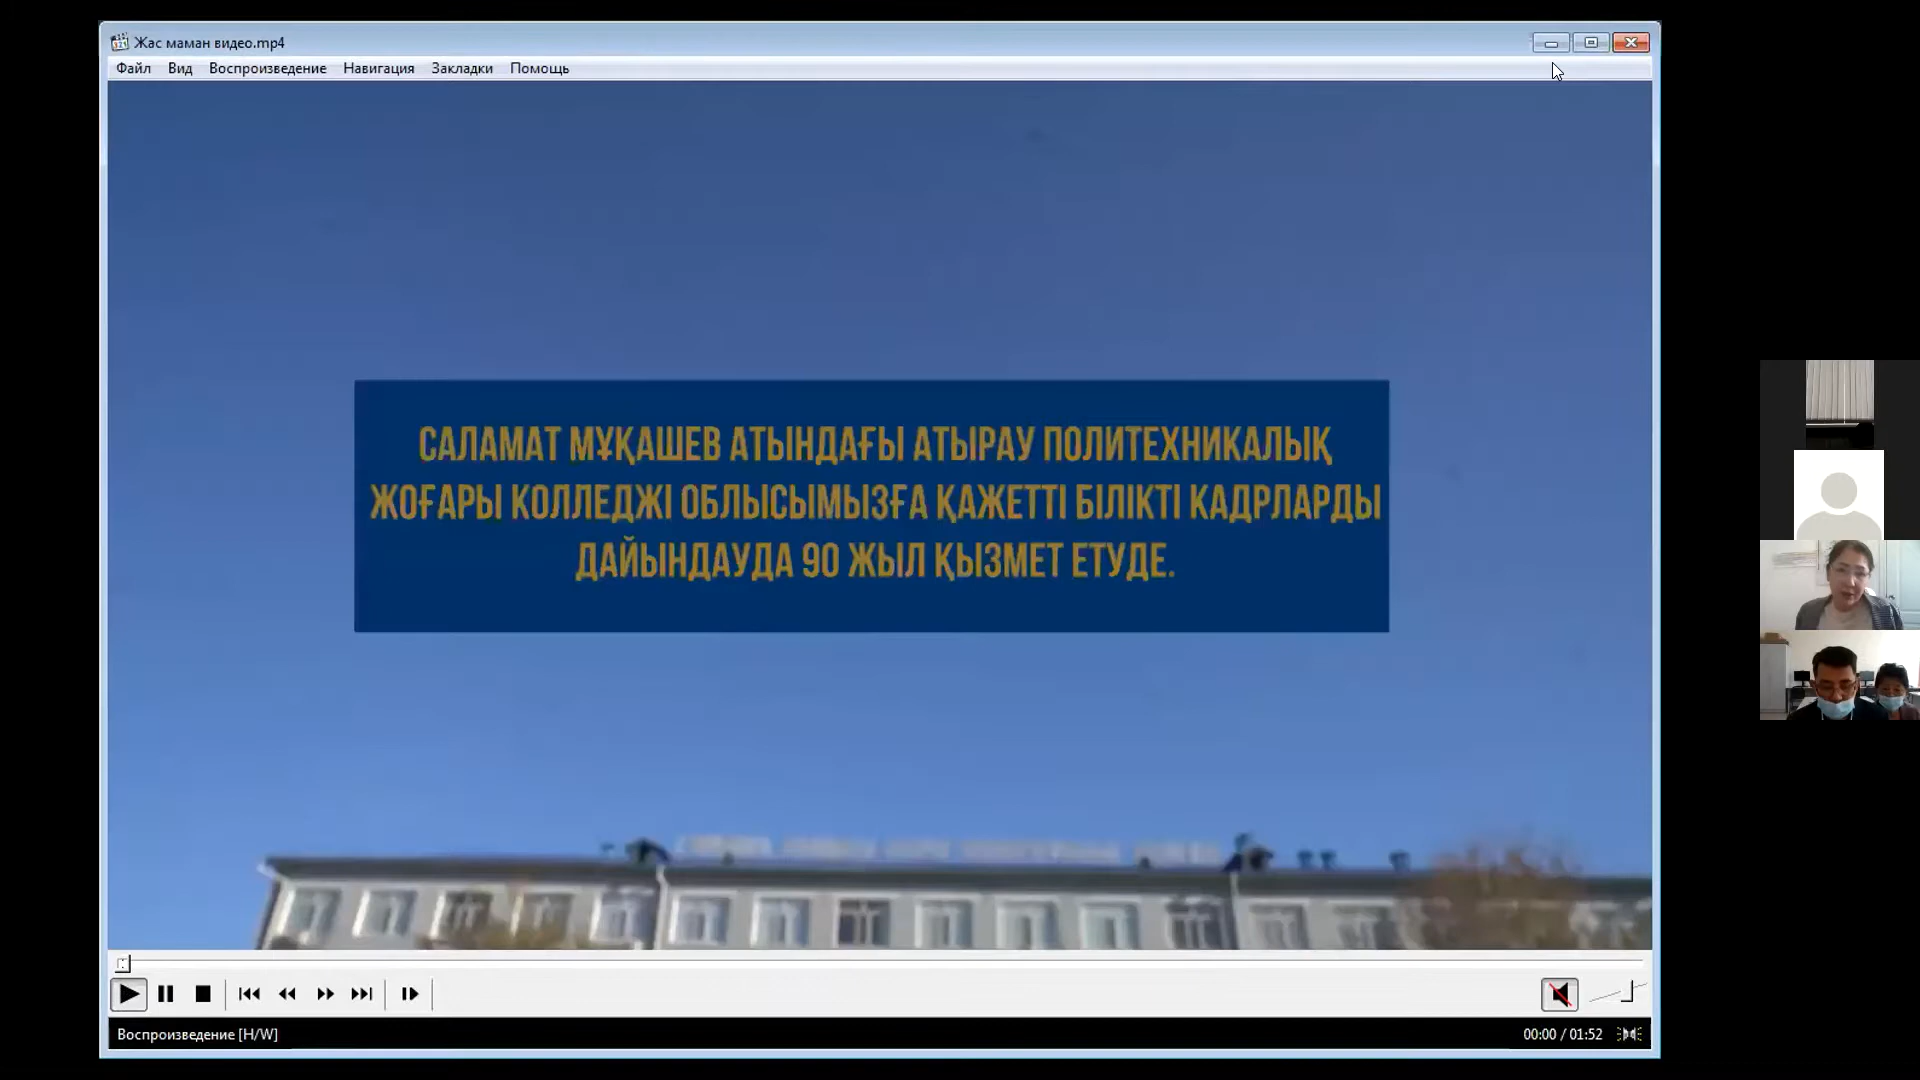 Жас маман видео.mp4
Файл Вид Воспроизведение Навигация Закладки Помощь
САЛАМАТ МҰҚАШЕВ АТЫНДАҒЫ АТЫРАУ ПОЛИТЕХНИКАЛЫҚ
ЖОҒАРЫ КОЛЛЕДЖІ ОБЛЫСЫМЫЗҒА ҚАЖЕТТІ БІЛІКТІ КАДРЛАРДЫ
ДАЙЫНДАУДА 90 ЖЫЛ ҚЫЗМЕТ ЕТУДЕ.
Воспроизведение [H/W]
00:00 / 01:52